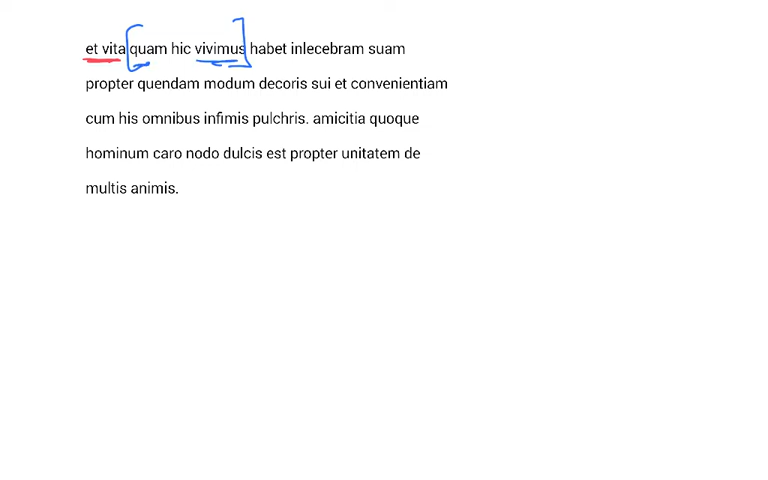 et vita quam hic vivimus habet inlecebram suam
propter quendam modum decoris sui et convenientiam
cum his omnibus infimis pulchris. amicitia quoque
hominum caro nodo dulcis est propter unitatem de
multis animis.